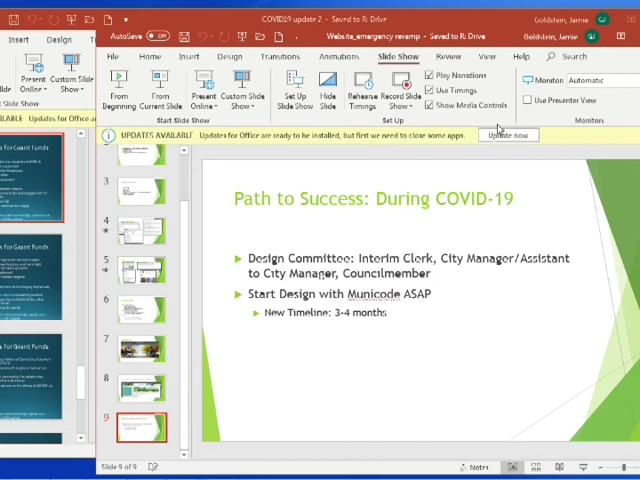 COVID19 update 2 - Saved to R: Drive
Goldstein, Jamie
AutoSave Off
Website_emergency revamp - Saved to R: Drive
Goldstein, Jamie
Insert
Design
File
Home
Insert
Design
Transitions
Animations
Slide Show
Review
View
Help
Search
Present Online
Custom Slide Show
Slide Show
From Beginning
From Current Slide
Present Online
Custom Slide Show
Start Slide Show
Set Up Slide Show
Hide Slide
Rehearse Timings
Record Slide Show
Play Narrations
Use Timings
Show Media Controls
Set Up
Monitor:
Automatic
Use Presenter View
Monitors
ABLE Updates for Office ar
UPDATES AVAILABLE Updates for Office are ready to be installed, but first we need to close some apps.
Update now
s for Grant Funds
s for Grant Funds
s for Grant Funds
3
4
5
6
7
8
9
Path to Success: During COVID-19
Design Committee: Interim Clerk, City Manager/Assistant
to City Manager, Councilmember
Start Design with Municode ASAP
New Timeline: 3-4 months
Slide 9 of 9
Notes